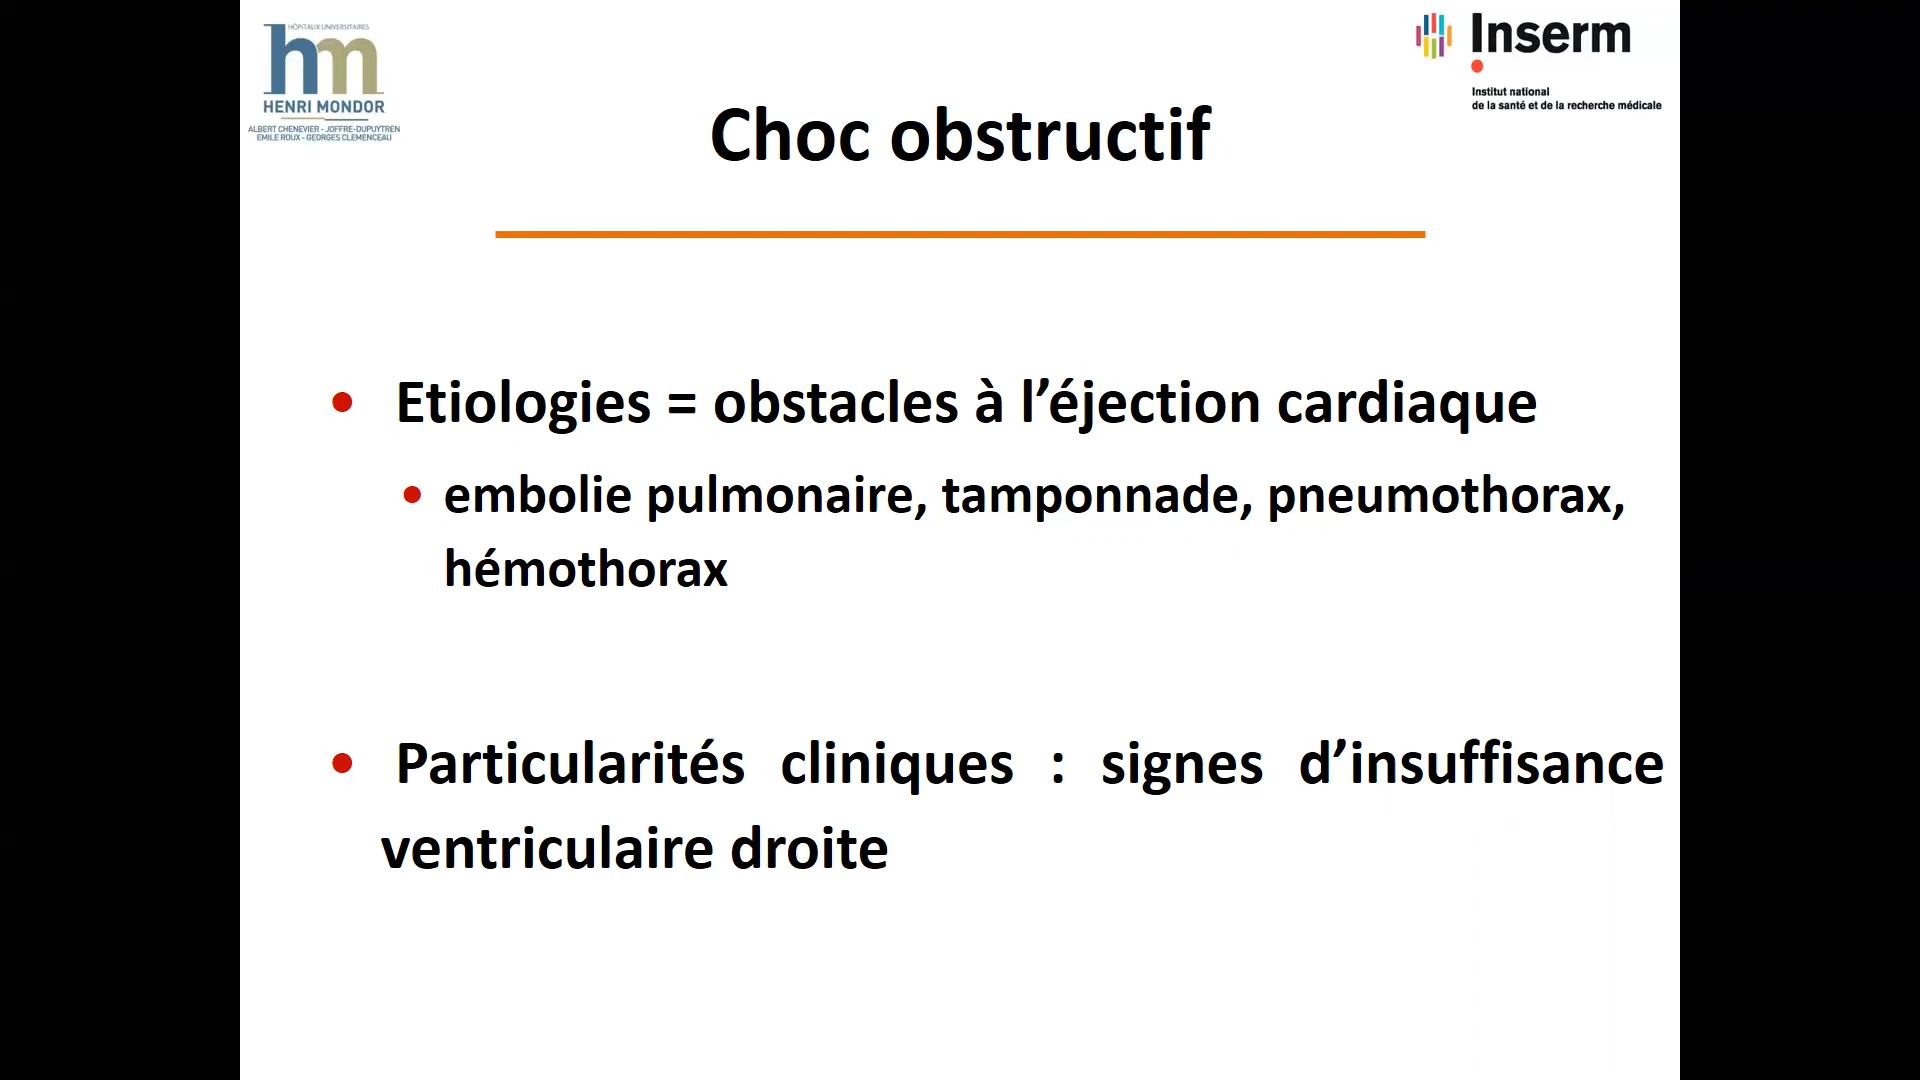 HÔPITAUX UNIVERSITAIRES
hm
HENRI MONDOR
ALBERT CHENEVIER - JOFFRE-DUPUYTREN
EMILE ROUX - GEORGES CLEMENCEAU
Inserm
Institut national
de la santé et de la recherche médicale
Choc obstructif
• Etiologies = obstacles à l’éjection cardiaque
• embolie pulmonaire, tamponnade, pneumothorax,
hémothorax
• Particularités cliniques : signes d’insuffisance
ventriculaire droite